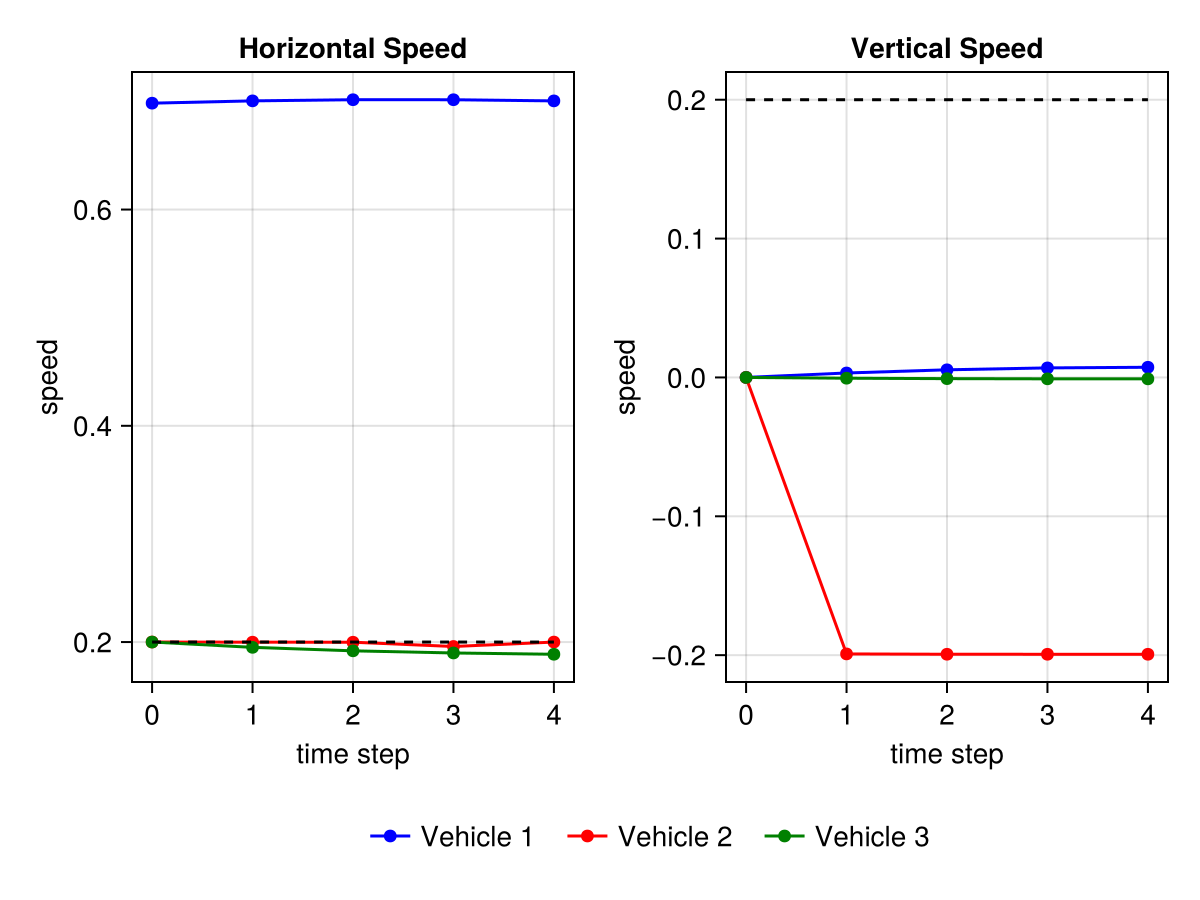 Horizontal Speed
speed
0.6
0.4
0.2
0 1 2 3 4
time step
Vertical Speed
speed
0.2
0.1
0.0
−0.1
−0.2
0 1 2 3 4
time step
Vehicle 1 Vehicle 2 Vehicle 3